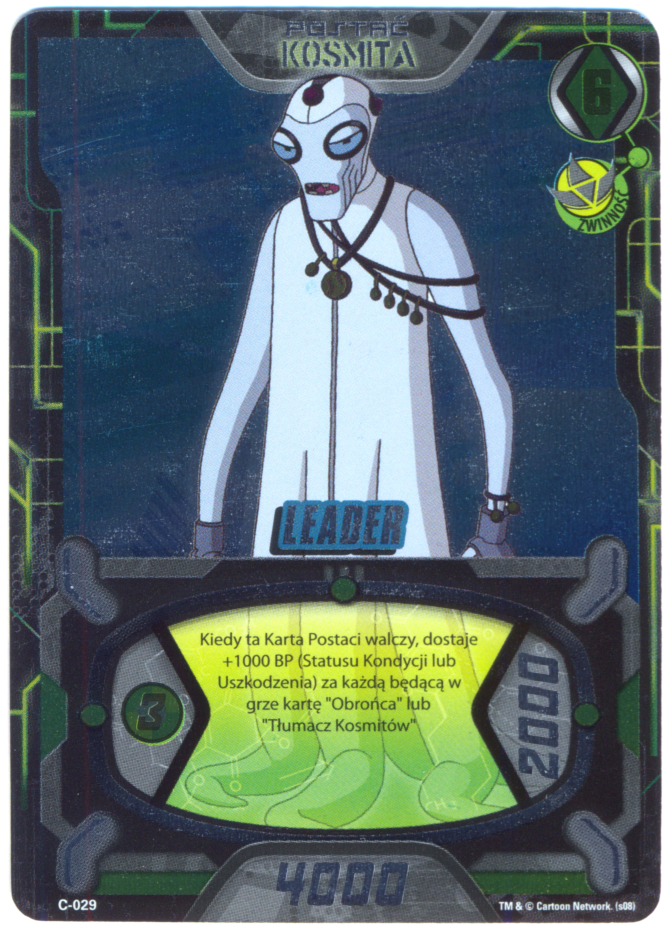 POSTAĆ
KOSMITA
6
ZWINNOŚĆ
LEADER
Kiedy ta Karta Postaci walczy, dostaje
+1000 BP (Statusu Kondycji lub
Uszkodzenia) za każdą będącą w
grze kartę "Obrońca" lub
"Tłumacz Kosmitów"
3
2000
4000
C-029
TM & © Cartoon Network. (s08)